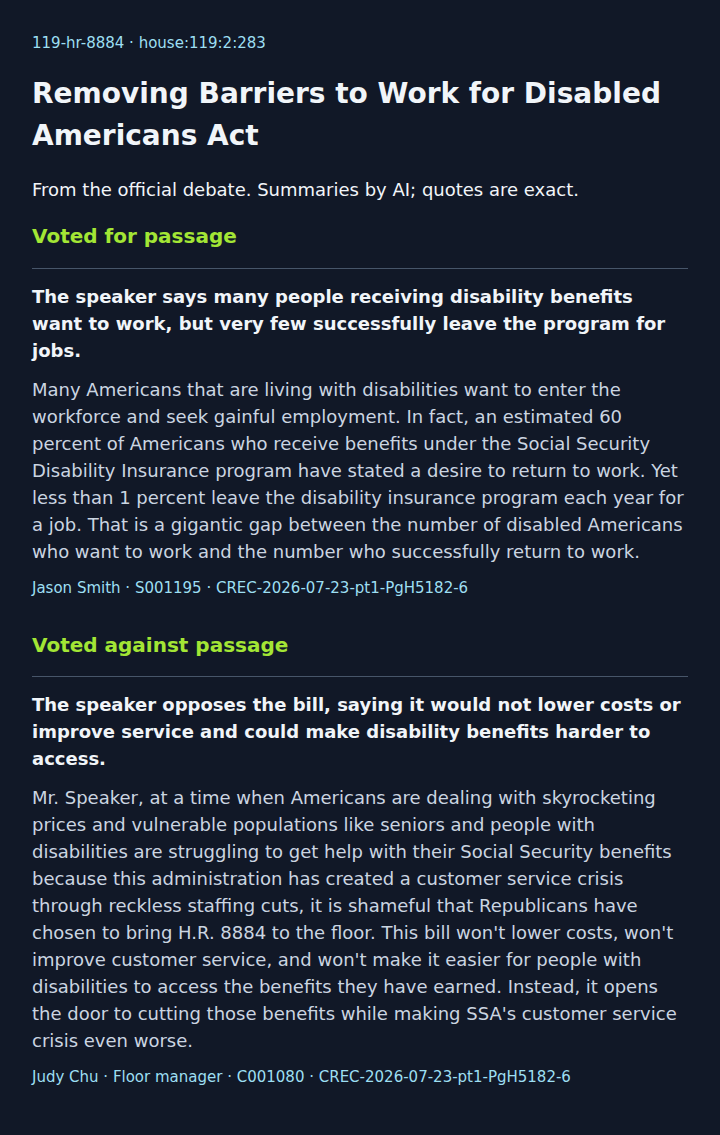 119-hr-8884 · house:119:2:283
Removing Barriers to Work for Disabled
Americans Act
From the official debate. Summaries by AI; quotes are exact.
Voted for passage
The speaker says many people receiving disability benefits
want to work, but very few successfully leave the program for
jobs.
Many Americans that are living with disabilities want to enter the
workforce and seek gainful employment. In fact, an estimated 60
percent of Americans who receive benefits under the Social Security
Disability Insurance program have stated a desire to return to work. Yet
less than 1 percent leave the disability insurance program each year for
a job. That is a gigantic gap between the number of disabled Americans
who want to work and the number who successfully return to work.
Jason Smith · S001195 · CREC-2026-07-23-pt1-PgH5182-6
Voted against passage
The speaker opposes the bill, saying it would not lower costs or
improve service and could make disability benefits harder to
access.
Mr. Speaker, at a time when Americans are dealing with skyrocketing
prices and vulnerable populations like seniors and people with
disabilities are struggling to get help with their Social Security benefits
because this administration has created a customer service crisis
through reckless staffing cuts, it is shameful that Republicans have
chosen to bring H.R. 8884 to the floor. This bill won't lower costs, won't
improve customer service, and won't make it easier for people with
disabilities to access the benefits they have earned. Instead, it opens
the door to cutting those benefits while making SSA's customer service
crisis even worse.
Judy Chu · Floor manager · C001080 · CREC-2026-07-23-pt1-PgH5182-6